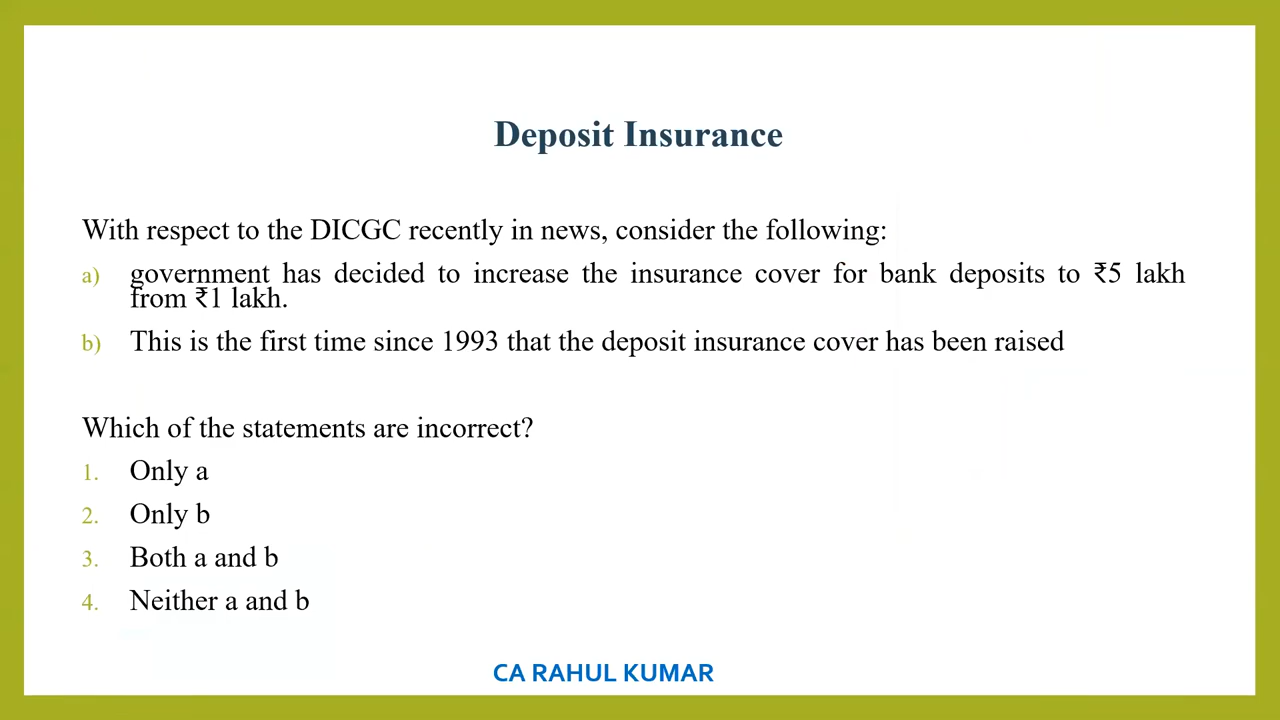 Deposit Insurance
With respect to the DICGC recently in news, consider the following:
a) government has decided to increase the insurance cover for bank deposits to ₹5 lakh
from ₹1 lakh.
b) This is the first time since 1993 that the deposit insurance cover has been raised
Which of the statements are incorrect?
1. Only a
2. Only b
3. Both a and b
4. Neither a and b
CA RAHUL KUMAR